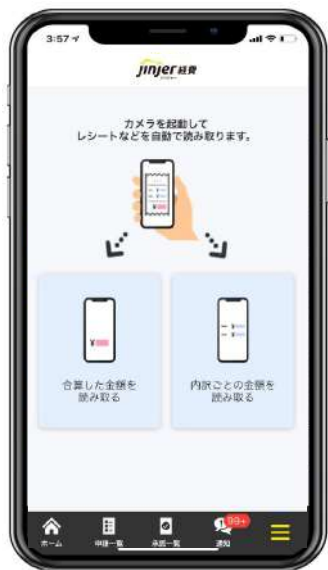 3:57
jinjer経費
カメラを起動して
レシートなどを自動で読み取ります。
¥
¥
¥
¥
合算した金額を
読み取る
内訳ごとの金額を
読み取る
1
99+
ホーム
申請一覧
承認一覧
通知